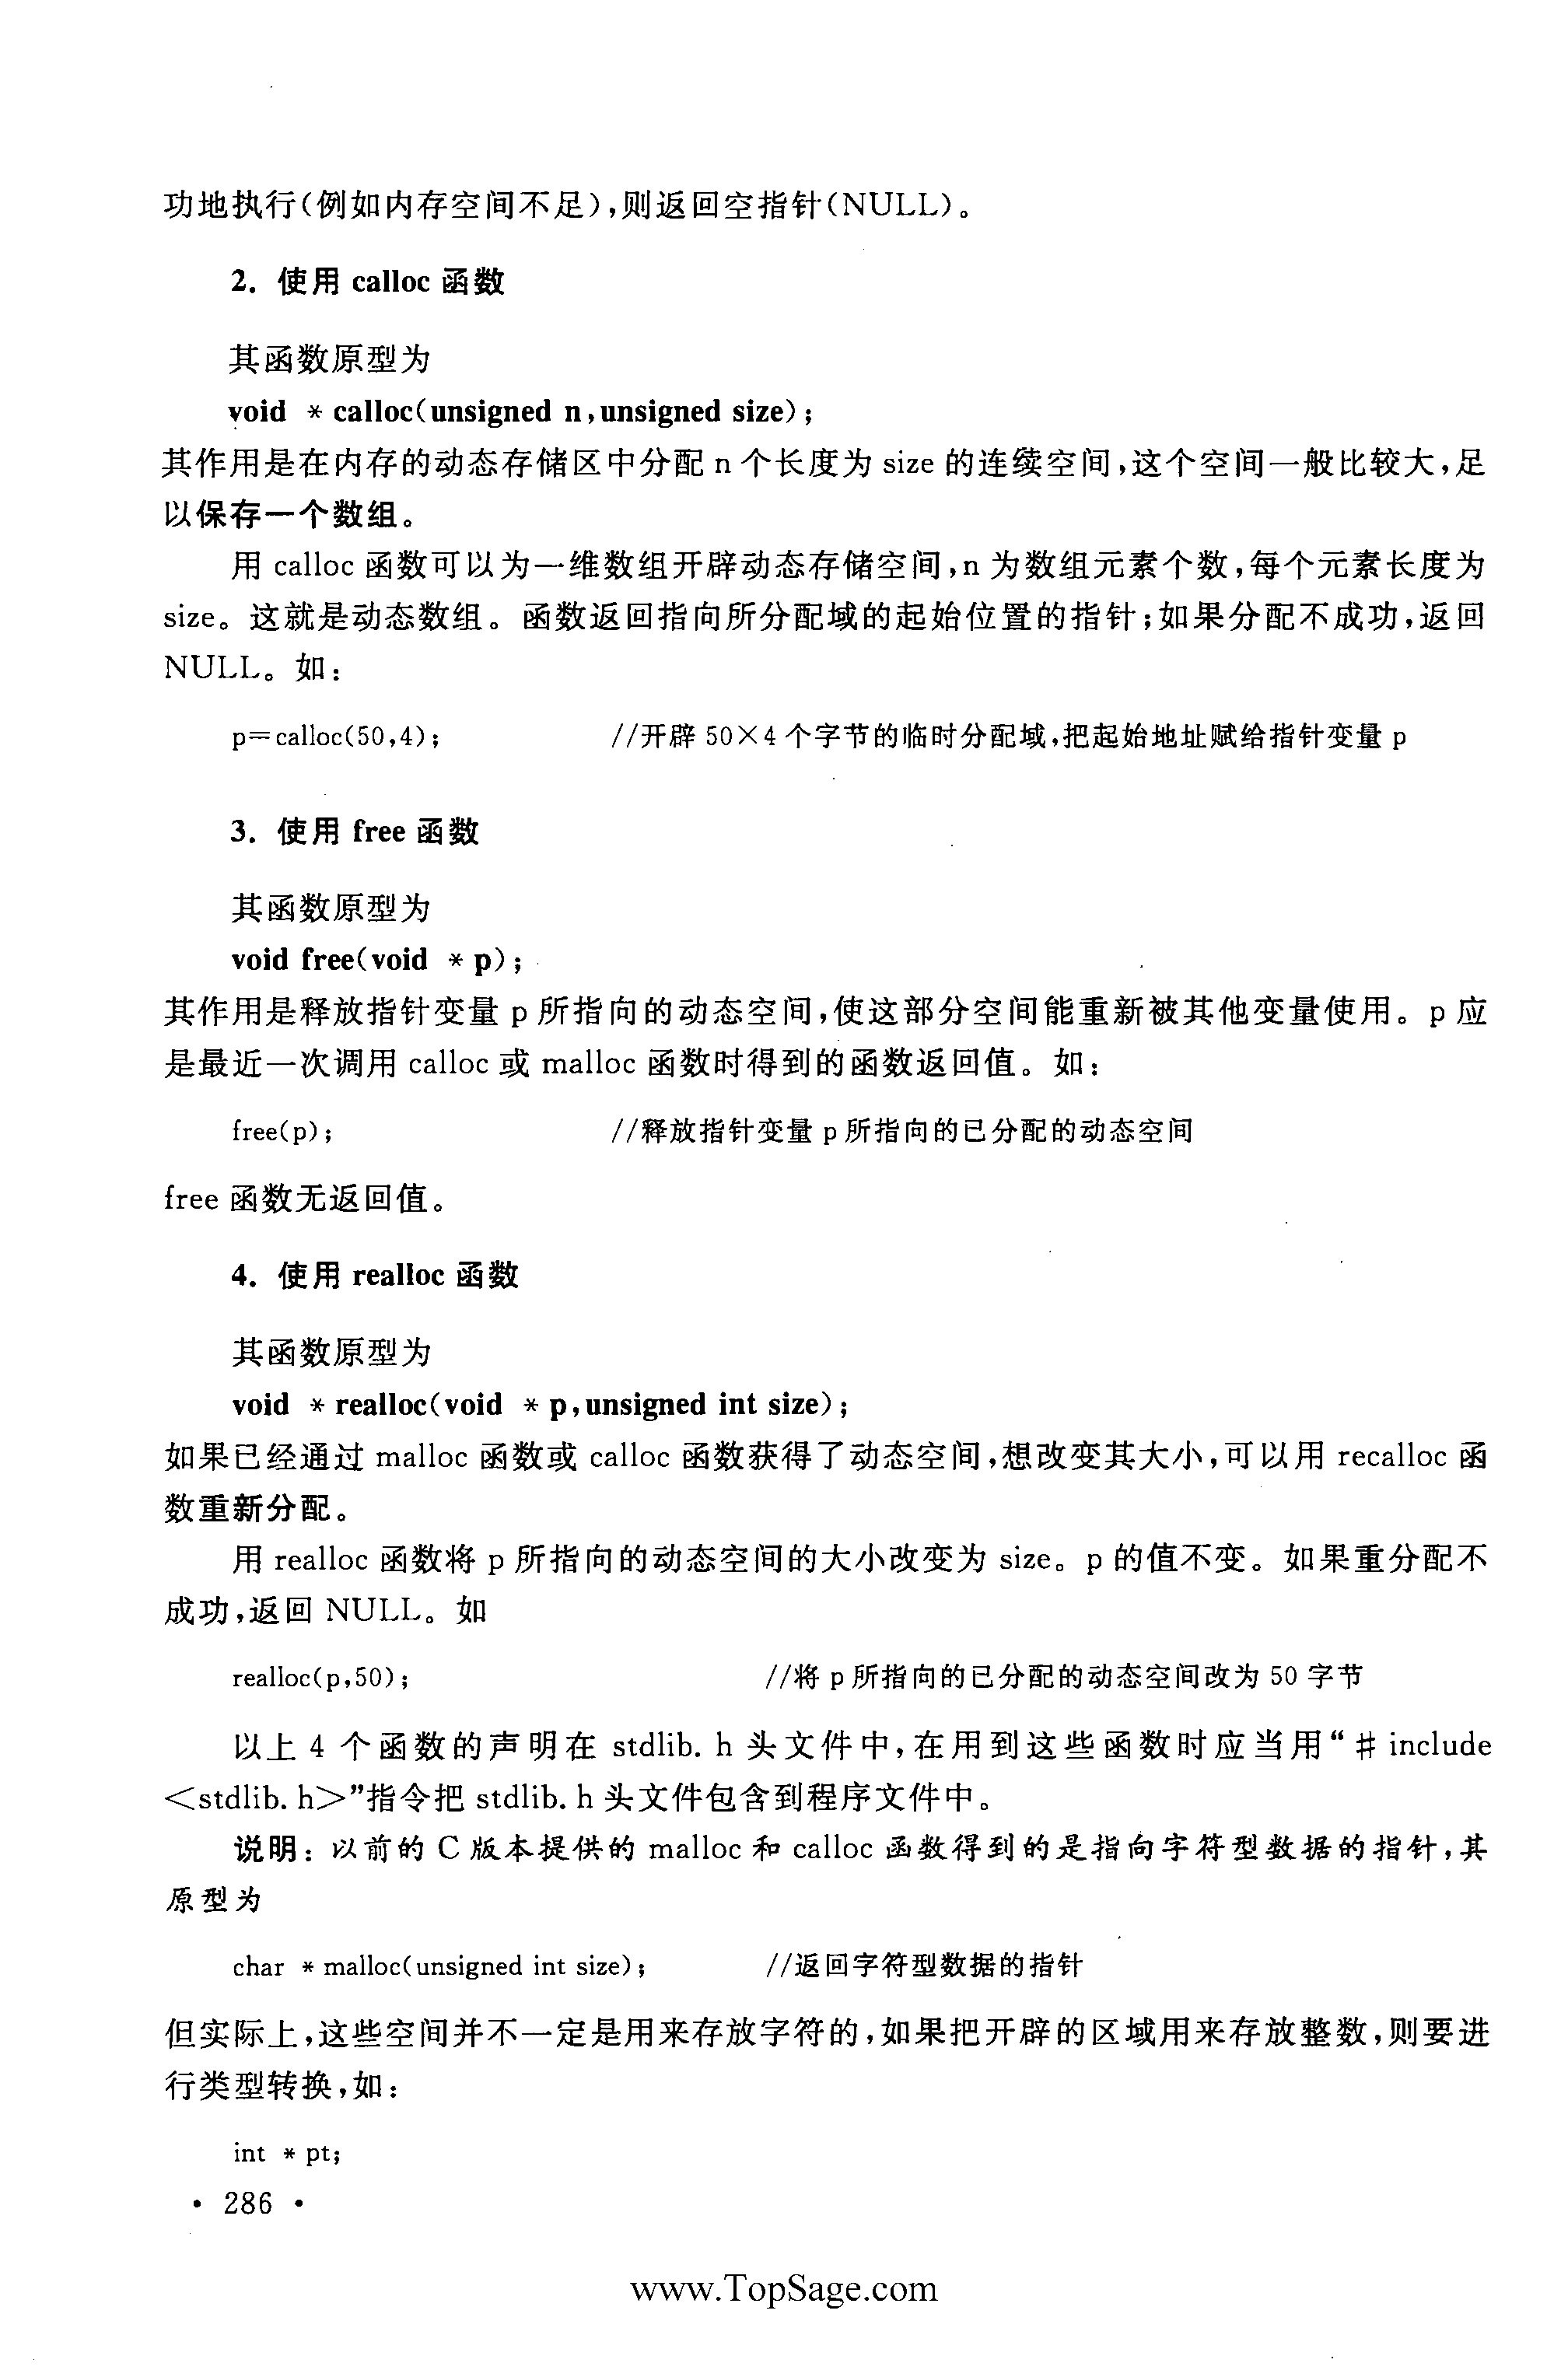 功地执行(例如内存空间不足),则返回空指针(NULL)。
2. 使用 calloc 函数
其函数原型为
void * calloc(unsigned n,unsigned size);
其作用是在内存的动态存储区中分配 n 个长度为 size 的连续空间,这个空间一般比较大,足
以保存一个数组。
用 calloc 函数可以为一维数组开辟动态存储空间,n 为数组元素个数,每个元素长度为
size。这就是动态数组。函数返回指向所分配域的起始位置的指针;如果分配不成功,返回
NULL。如:
p=calloc(50,4); //开辟 50×4 个字节的临时分配域,把起始地址赋给指针变量 p
3. 使用 free 函数
其函数原型为
void free(void * p);
其作用是释放指针变量 p 所指向的动态空间,使这部分空间能重新被其他变量使用。p 应
是最近一次调用 calloc 或 malloc 函数时得到的函数返回值。如:
free(p); //释放指针变量 p 所指向的已分配的动态空间
free 函数无返回值。
4. 使用 realloc 函数
其函数原型为
void * realloc(void * p,unsigned int size);
如果已经通过 malloc 函数或 calloc 函数获得了动态空间,想改变其大小,可以用 recalloc 函
数重新分配。
用 realloc 函数将 p 所指向的动态空间的大小改变为 size。p 的值不变。如果重分配不
成功,返回 NULL。如
realloc(p,50); //将 p 所指向的已分配的动态空间改为 50 字节
以上 4 个函数的声明在 stdlib. h 头文件中,在用到这些函数时应当用“# include
<stdlib. h>”指令把 stdlib. h 头文件包含到程序文件中。
说明:以前的 C 版本提供的 malloc 和 calloc 函数得到的是指向字符型数据的指针,其
原型为
char * malloc(unsigned int size); //返回字符型数据的指针
但实际上,这些空间并不一定是用来存放字符的,如果把开辟的区域用来存放整数,则要进
行类型转换,如:
int * pt;
• 286 •
www.TopSage.com